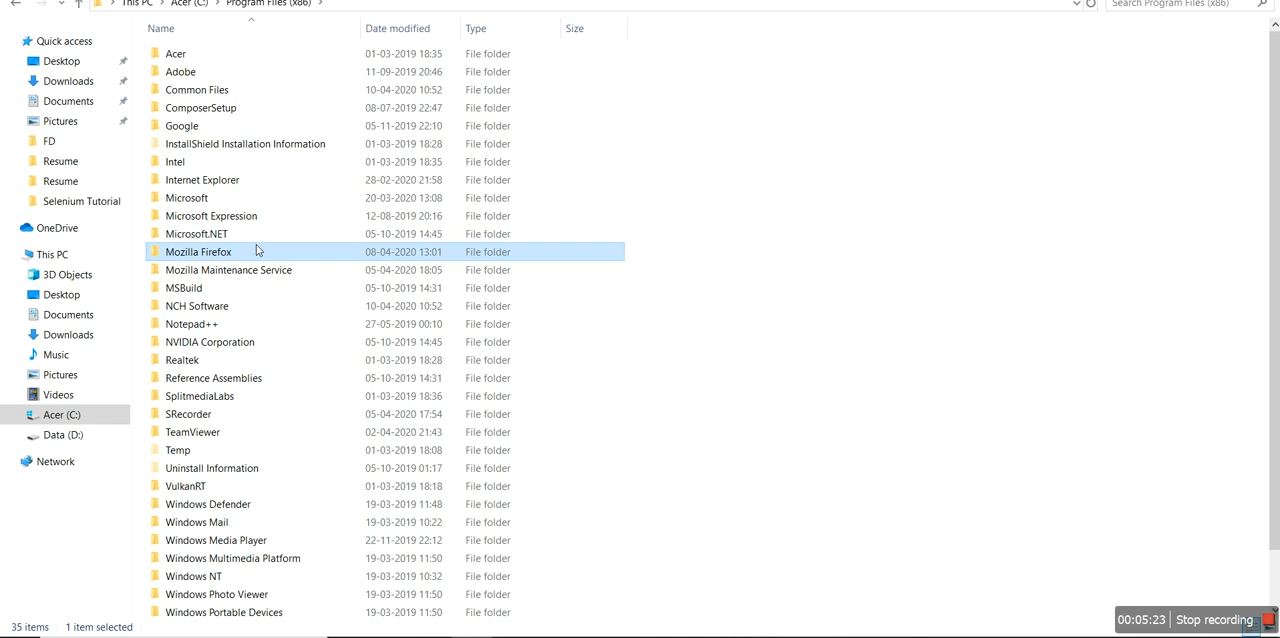 This PC > Acer (C:) > Program Files (x86) >
Search Program Files (x86)
Name Date modified Type Size
Quick access
Desktop
Downloads
Documents
Pictures
FD
Resume
Resume
Selenium Tutorial
OneDrive
This PC
3D Objects
Desktop
Documents
Downloads
Music
Pictures
Videos
Acer (C:)
Data (D:)
Network
Acer 01-03-2019 18:35 File folder
Adobe 11-09-2019 20:46 File folder
Common Files 10-04-2020 10:52 File folder
ComposerSetup 08-07-2019 22:47 File folder
Google 05-11-2019 22:10 File folder
InstallShield Installation Information 01-03-2019 18:28 File folder
Intel 01-03-2019 18:35 File folder
Internet Explorer 28-02-2020 21:58 File folder
Microsoft 20-03-2020 13:08 File folder
Microsoft Expression 12-08-2019 20:16 File folder
Microsoft.NET 05-10-2019 14:45 File folder
Mozilla Firefox 08-04-2020 13:01 File folder
Mozilla Maintenance Service 05-04-2020 18:05 File folder
MSBuild 05-10-2019 14:31 File folder
NCH Software 10-04-2020 10:52 File folder
Notepad++ 27-05-2019 00:10 File folder
NVIDIA Corporation 05-10-2019 14:45 File folder
Realtek 01-03-2019 18:28 File folder
Reference Assemblies 05-10-2019 14:31 File folder
SplitmediaLabs 01-03-2019 18:36 File folder
SRecorder 05-04-2020 17:54 File folder
TeamViewer 02-04-2020 21:43 File folder
Temp 01-03-2019 18:08 File folder
Uninstall Information 05-10-2019 01:17 File folder
VulkanRT 01-03-2019 18:18 File folder
Windows Defender 19-03-2019 11:48 File folder
Windows Mail 19-03-2019 10:22 File folder
Windows Media Player 22-11-2019 22:12 File folder
Windows Multimedia Platform 19-03-2019 11:50 File folder
Windows NT 19-03-2019 10:32 File folder
Windows Photo Viewer 19-03-2019 11:50 File folder
Windows Portable Devices 19-03-2019 11:50 File folder
35 items 1 item selected
00:05:23 Stop recording